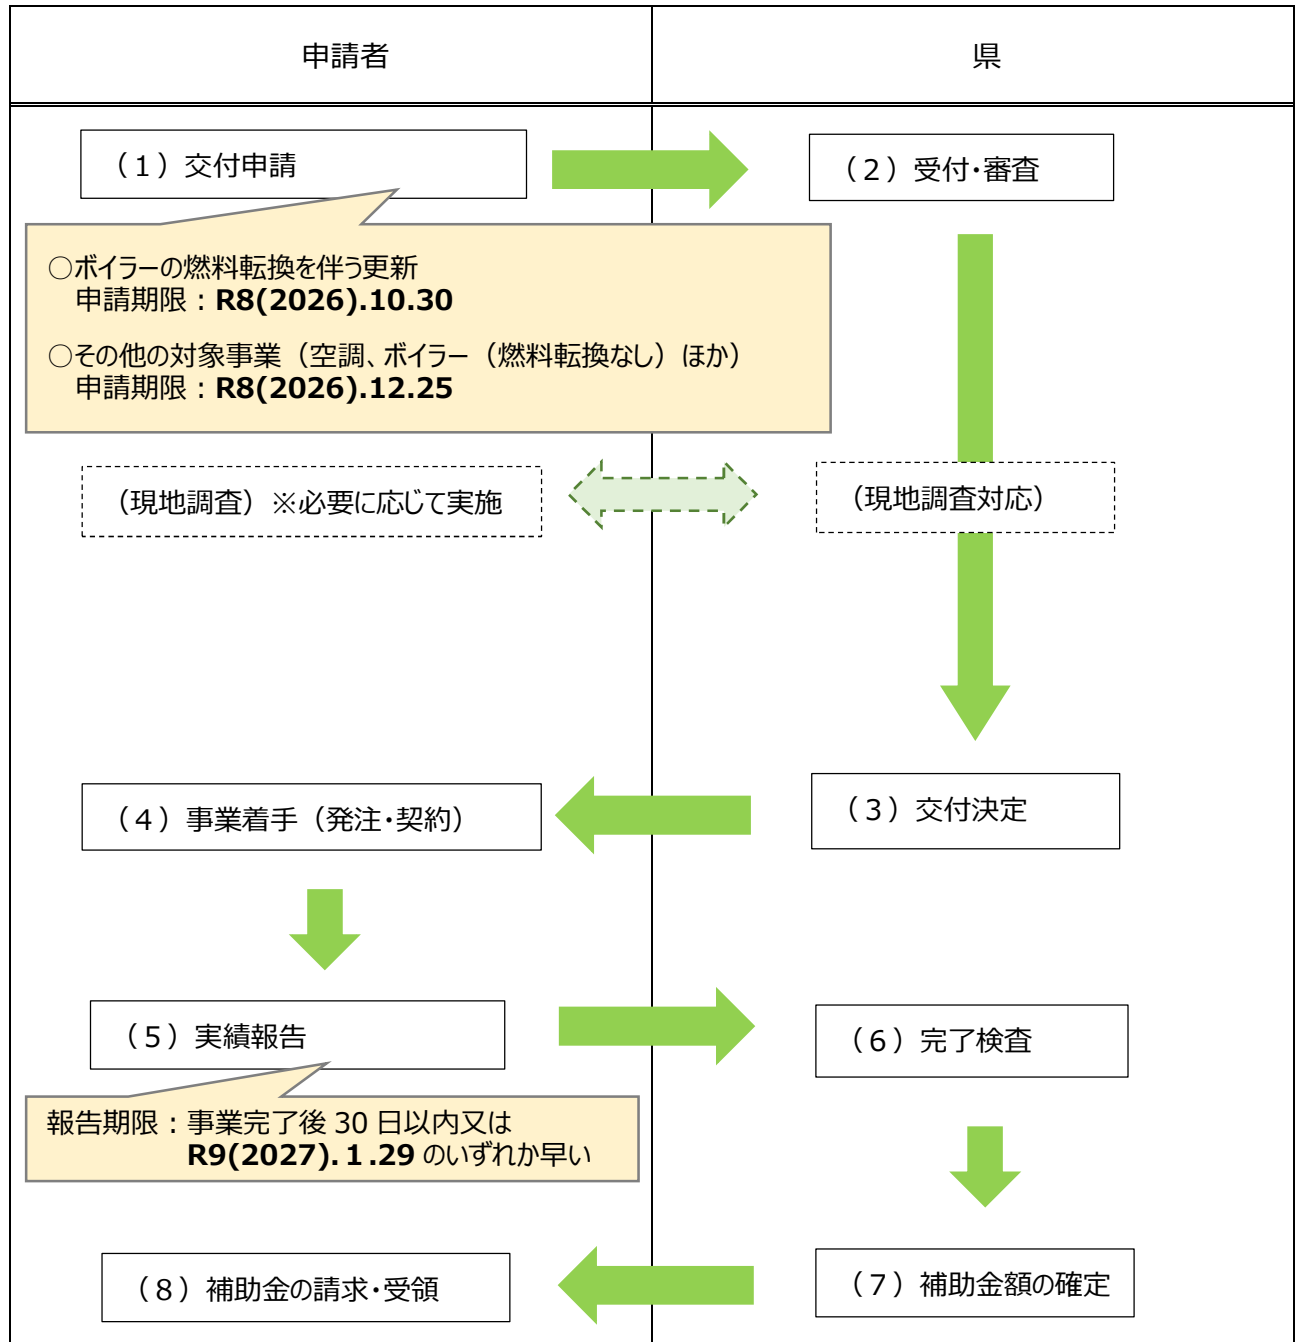 申請者
県
（1）交付申請
（2）受付・審査
○ボイラーの燃料転換を伴う更新
申請期限：R8(2026).10.30
○その他の対象事業（空調、ボイラー（燃料転換なし）ほか）
申請期限：R8(2026).12.25
（現地調査）※必要に応じて実施
（現地調査対応）
（3）交付決定
（4）事業着手（発注・契約）
（5）実績報告
（6）完了検査
報告期限：事業完了後 30 日以内又は
R9(2027).１.29 のいずれか早い
（7）補助金額の確定
（8）補助金の請求・受領